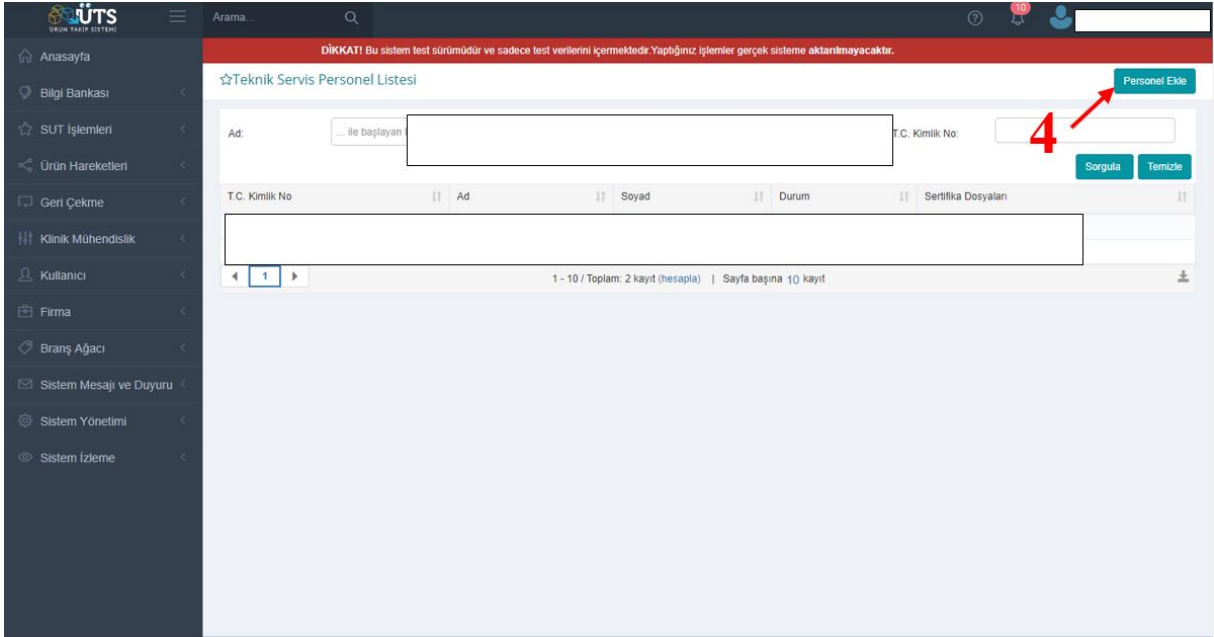 ÜTS
ÜRÜN TAKİP SİSTEMİ
Arama...
10
DİKKAT! Bu sistem test sürümüdür ve sadece test verilerini içermektedir.Yaptığınız işlemler gerçek sisteme aktarılmayacaktır.
Anasayfa
Bilgi Bankası
SUT İşlemleri
Ürün Hareketleri
Geri Çekme
Klinik Mühendislik
Kullanıcı
Firma
Branş Ağacı
Sistem Mesajı ve Duyuru
Sistem Yönetimi
Sistem İzleme
Teknik Servis Personel Listesi
Personel Ekle
4
Ad:
... ile başlayan
T.C. Kimlik No:
Sorgula Temizle
T.C. Kimlik No Ad Soyad Durum Sertifika Dosyaları
1
1 - 10 / Toplam: 2 kayıt (hesapla) | Sayfa başına 10 kayıt